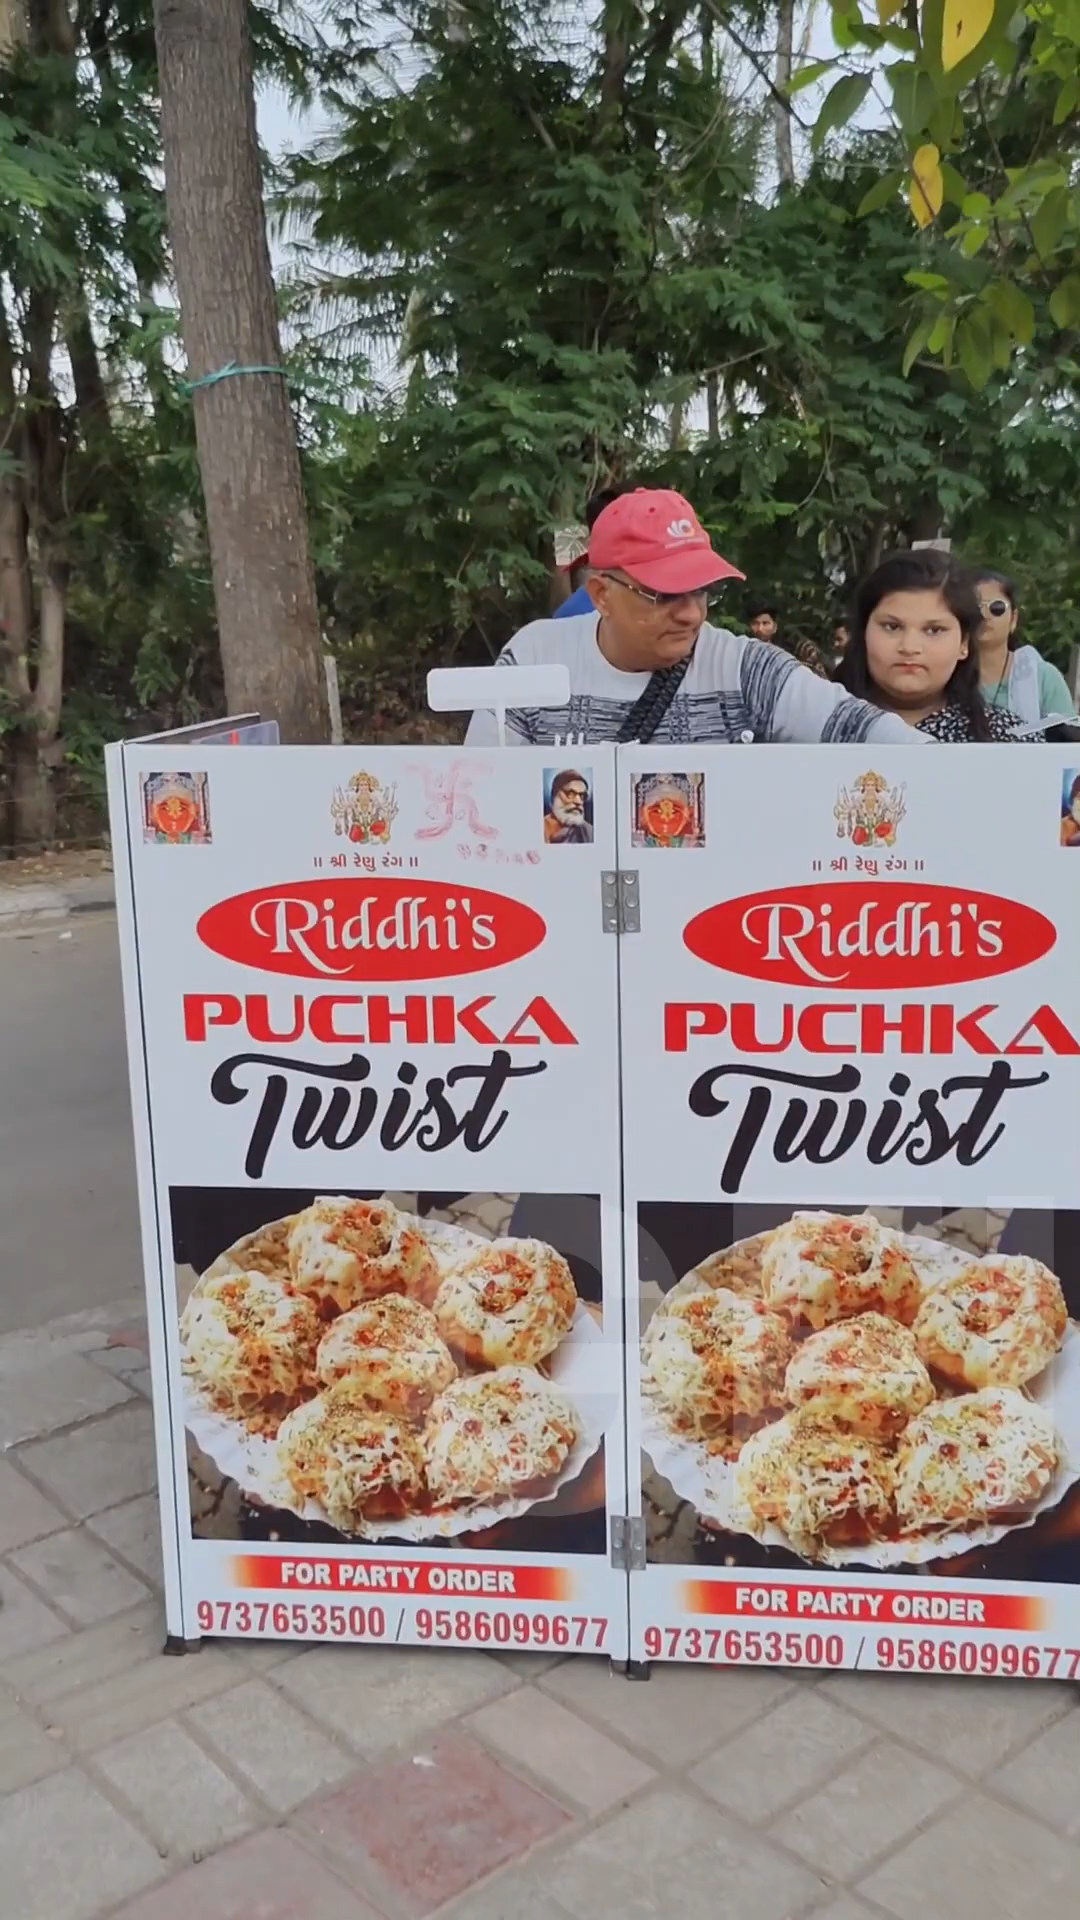 ॥ શ્રી રેણુ રંગ ॥
Riddhi's
PUCHKA
Twist
FOR PARTY ORDER
9737653500 / 9586099677
॥ શ્રી રેણુ રંગ ॥
Riddhi's
PUCHKA
Twist
FOR PARTY ORDER
9737653500 / 9586099677